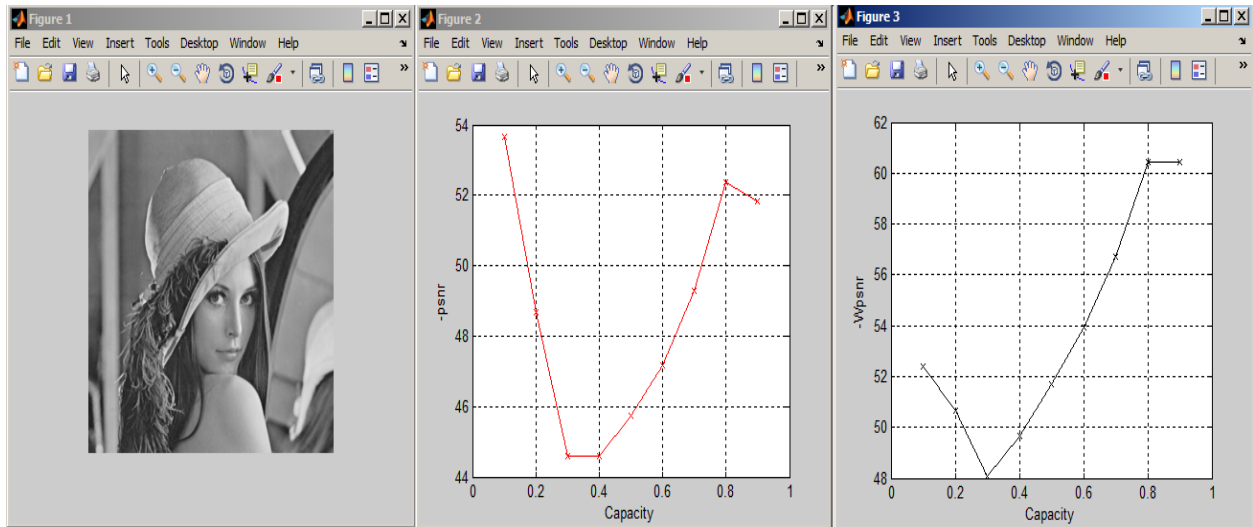 Figure 1
File Edit View Insert Tools Desktop Window Help
»
Figure 2
File Edit View Insert Tools Desktop Window Help
»
54
52
50
48
46
44
-psnr
0 0.2 0.4 0.6 0.8 1
Capacity
Figure 3
File Edit View Insert Tools Desktop Window Help
»
62
60
58
56
54
52
50
48
-Wpsnr
0 0.2 0.4 0.6 0.8 1
Capacity